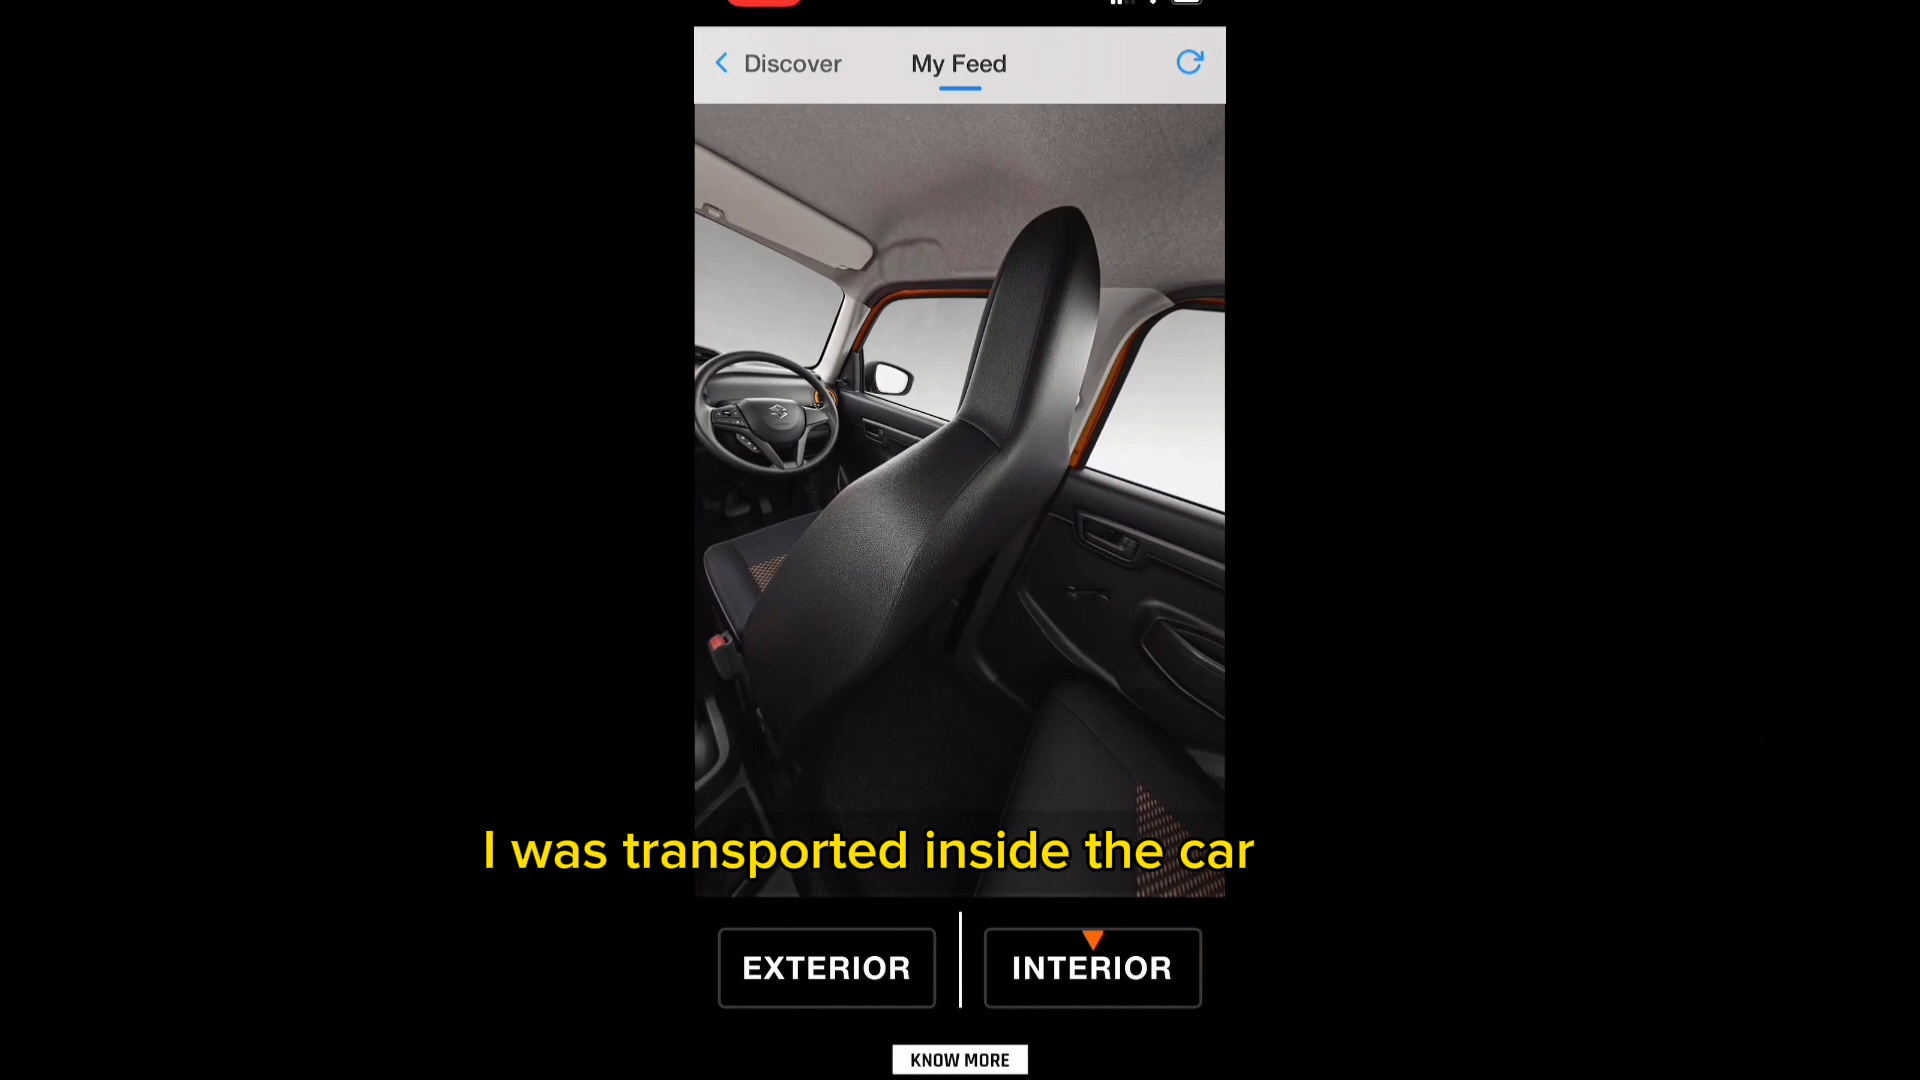 Discover
My Feed
I was transported inside the car
EXTERIOR
INTERIOR
KNOW MORE